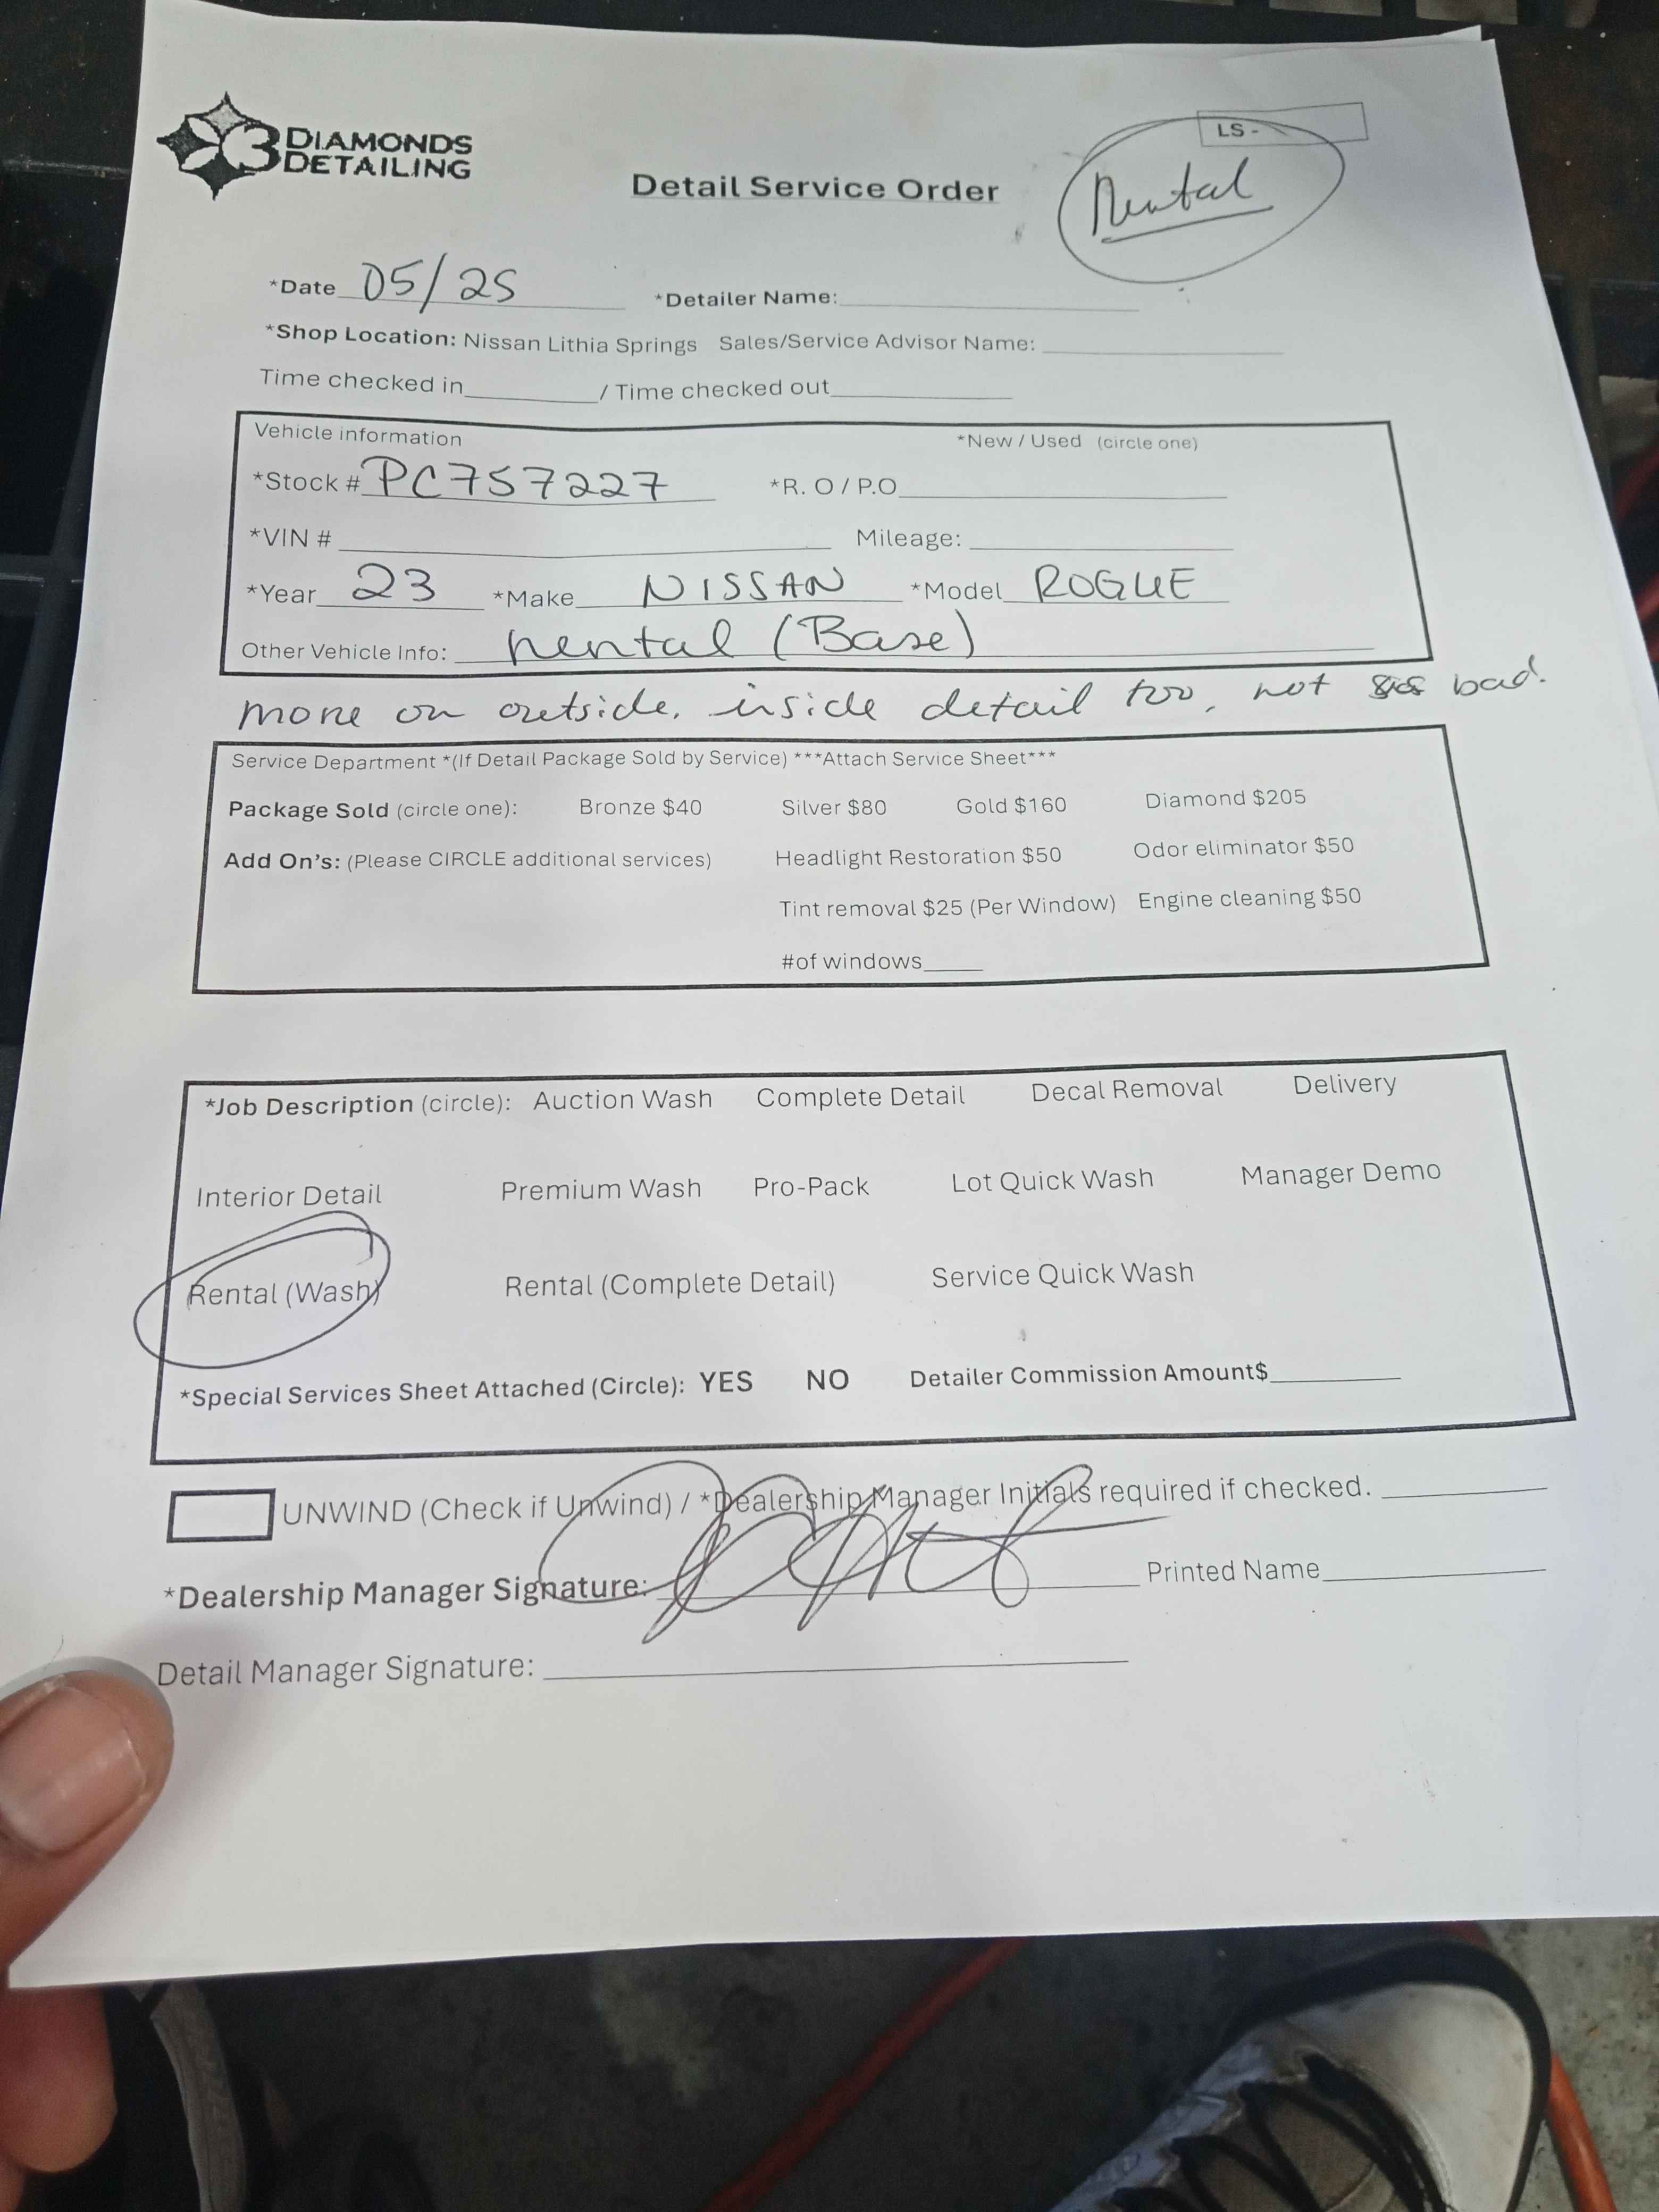 3 DIAMONDS
DETAILING
LS -
Rental
Detail Service Order
*Date 05/25 *Detailer Name:
*Shop Location: Nissan Lithia Springs Sales/Service Advisor Name:
Time checked in / Time checked out
Vehicle information *New / Used (circle one)
*Stock # PC757227 *R. O / P.O
*VIN # Mileage:
*Year 23 *Make NISSAN *Model ROGUE
Other Vehicle Info: Rental (Base)
more on outside. inside detail too, not bad.
Service Department *(If Detail Package Sold by Service) ***Attach Service Sheet***
Package Sold (circle one): Bronze $40 Silver $80 Gold $160 Diamond $205
Add On's: (Please CIRCLE additional services) Headlight Restoration $50 Odor eliminator $50
Tint removal $25 (Per Window) Engine cleaning $50
#of windows
*Job Description (circle): Auction Wash Complete Detail Decal Removal Delivery
Interior Detail Premium Wash Pro-Pack Lot Quick Wash Manager Demo
Rental (Wash) Rental (Complete Detail) Service Quick Wash
*Special Services Sheet Attached (Circle): YES NO Detailer Commission Amount$
UNWIND (Check if Unwind) / *Dealership Manager Initials required if checked.
*Dealership Manager Signature: Printed Name
Detail Manager Signature: